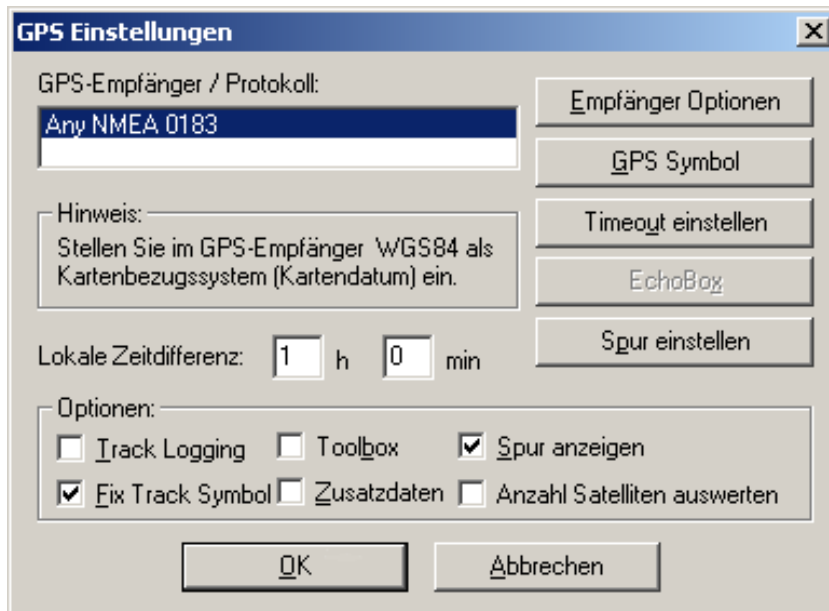 GPS Einstellungen
GPS-Empfänger / Protokoll:
Any NMEA 0183
Empfänger Optionen
GPS Symbol
Timeout einstellen
EchoBox
Spur einstellen
Hinweis:
Stellen Sie im GPS-Empfänger WGS84 als
Kartenbezugssystem (Kartendatum) ein.
Lokale Zeitdifferenz: 1 h 0 min
Optionen:
Track Logging Toolbox Spur anzeigen
Fix Track Symbol Zusatzdaten Anzahl Satelliten auswerten
OK Abbrechen